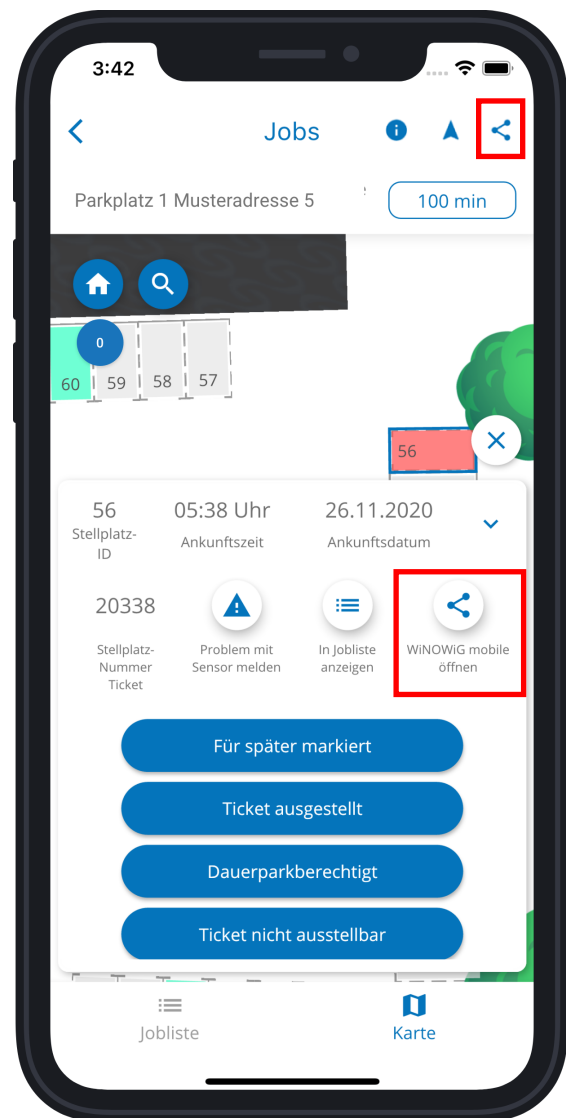 3:42
Jobs
Parkplatz 1 Musteradresse 5
100 min
0
60 59 58 57
56
56 05:38 Uhr 26.11.2020
Stellplatz-
ID
Ankunftszeit
Ankunftsdatum
20338
Stellplatz-
Nummer
Ticket
Problem mit
Sensor melden
In Jobliste
anzeigen
WiNOWiG mobile
öffnen
Für später markiert
Ticket ausgestellt
Dauerparkberechtigt
Ticket nicht ausstellbar
Jobliste
Karte